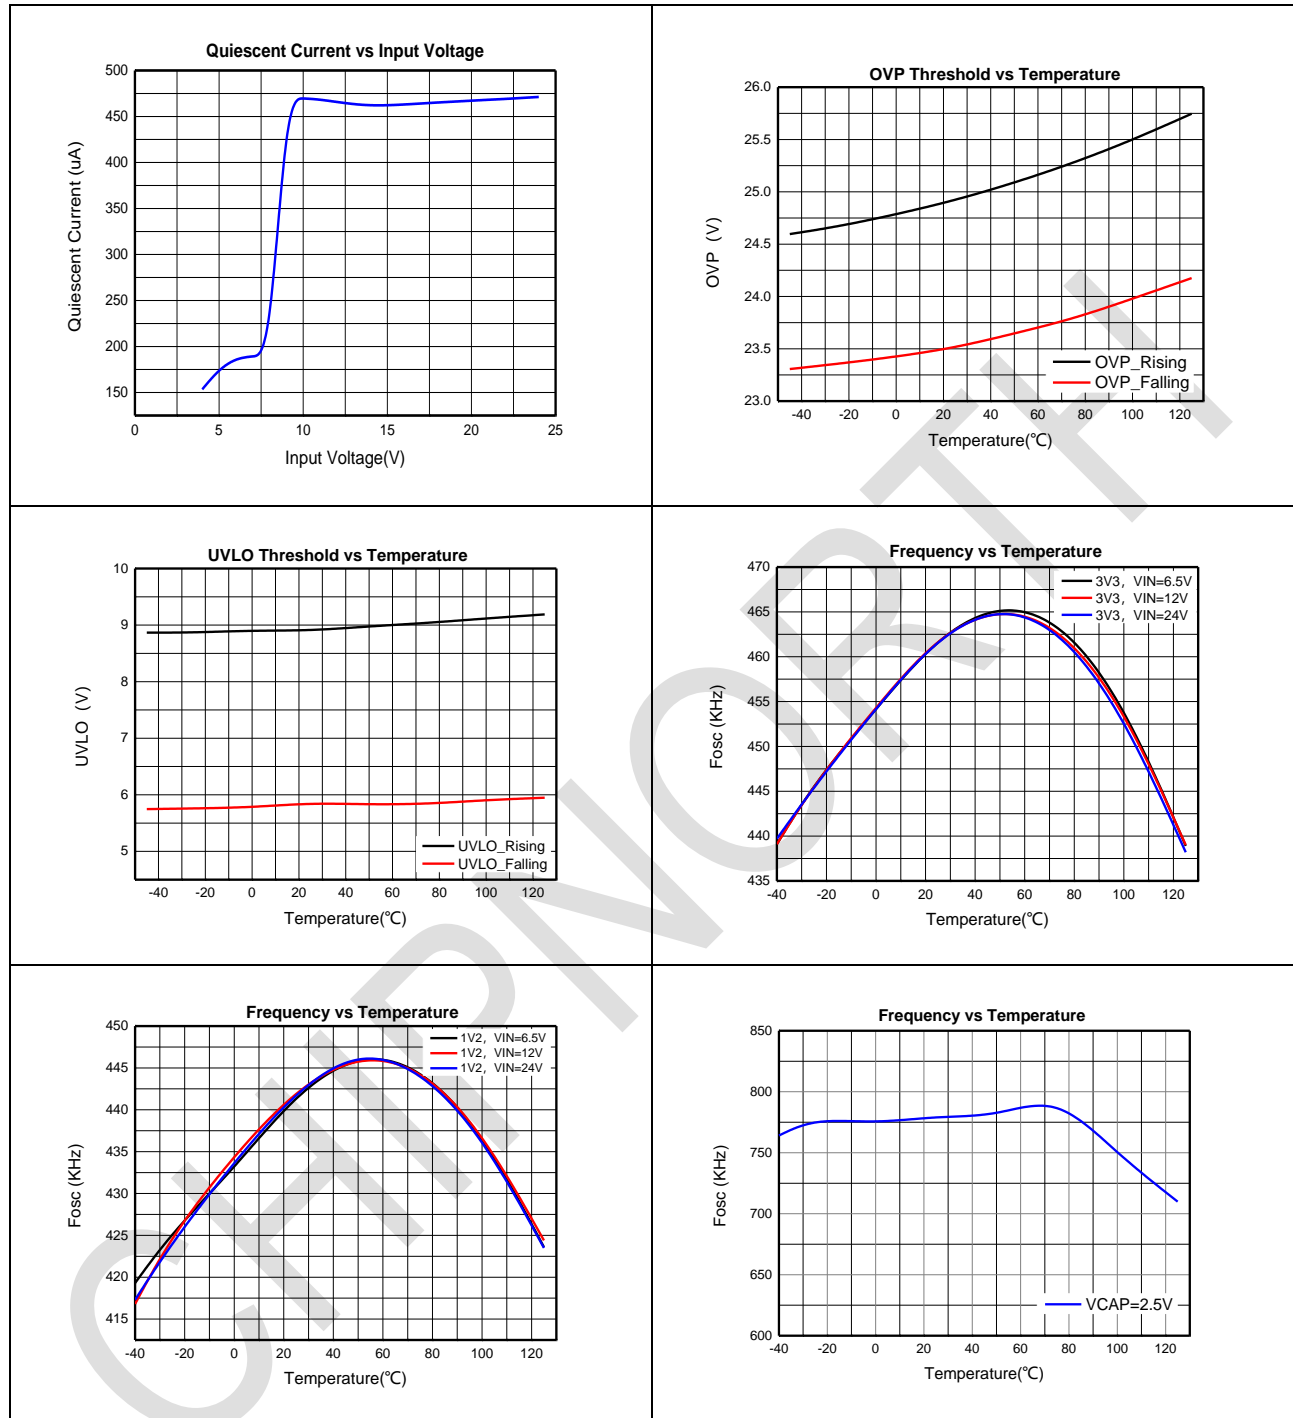 Quiescent Current vs Input Voltage
500
450
400
350
300
250
200
150
0 5 10 15 20 25
Quiescent Current (uA)
Input Voltage(V)
OVP Threshold vs Temperature
26.0
25.5
25.0
24.5
24.0
23.5
23.0
-40 -20 0 20 40 60 80 100 120
OVP (V)
OVP_Rising
OVP_Falling
Temperature(℃)
UVLO Threshold vs Temperature
10
9
8
7
6
5
-40 -20 0 20 40 60 80 100 120
UVLO (V)
UVLO_Rising
UVLO_Falling
Temperature(℃)
Frequency vs Temperature
470
465
460
455
450
445
440
435
-40 -20 0 20 40 60 80 100 120
Fosc (KHz)
3V3, VIN=6.5V
3V3, VIN=12V
3V3, VIN=24V
Temperature(℃)
Frequency vs Temperature
450
445
440
435
430
425
420
415
-40 -20 0 20 40 60 80 100 120
Fosc (KHz)
1V2, VIN=6.5V
1V2, VIN=12V
1V2, VIN=24V
Temperature(℃)
Frequency vs Temperature
850
800
750
700
650
600
-40 -20 0 20 40 60 80 100 120
Fosc (KHz)
VCAP=2.5V
Temperature(℃)
CHIPNORTH